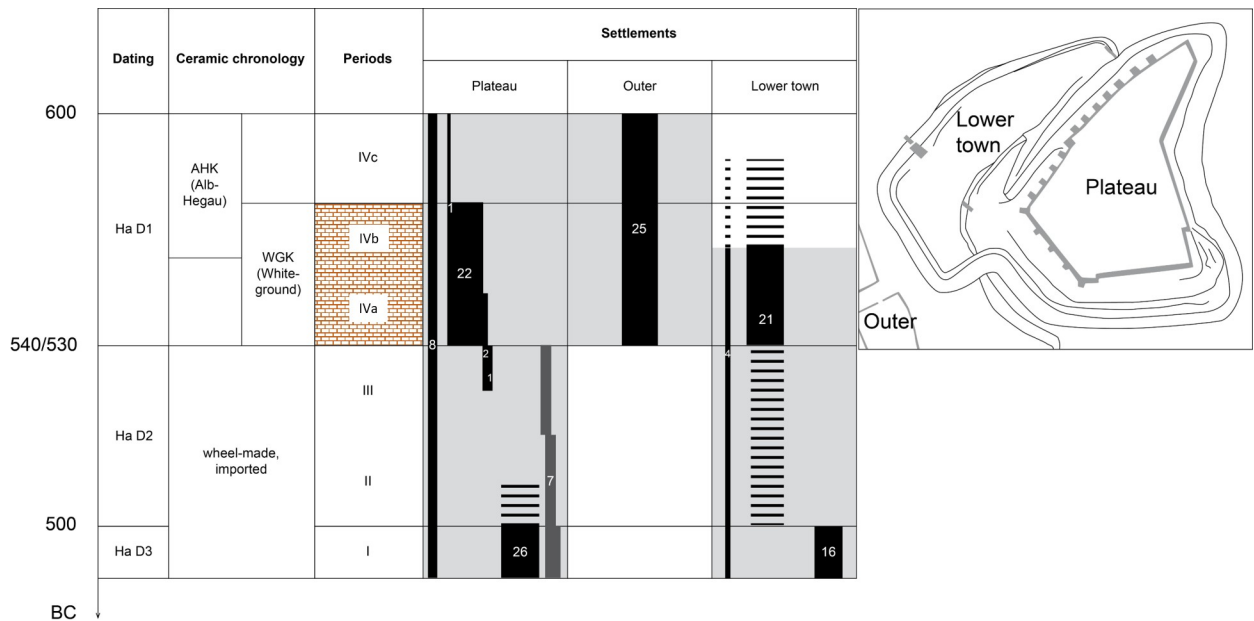 Settlements
Dating
Ceramic chronology
Periods
Plateau
Outer
Lower town
600
Ha D1
AHK
(Alb-
Hegau)
WGK
(White-
ground)
IVc
IVb
IVa
1
22
25
21
540/530
8
2
1
4
Ha D2
wheel-made,
imported
III
II
7
500
Ha D3
I
26
16
BC
Lower
town
Plateau
Outer